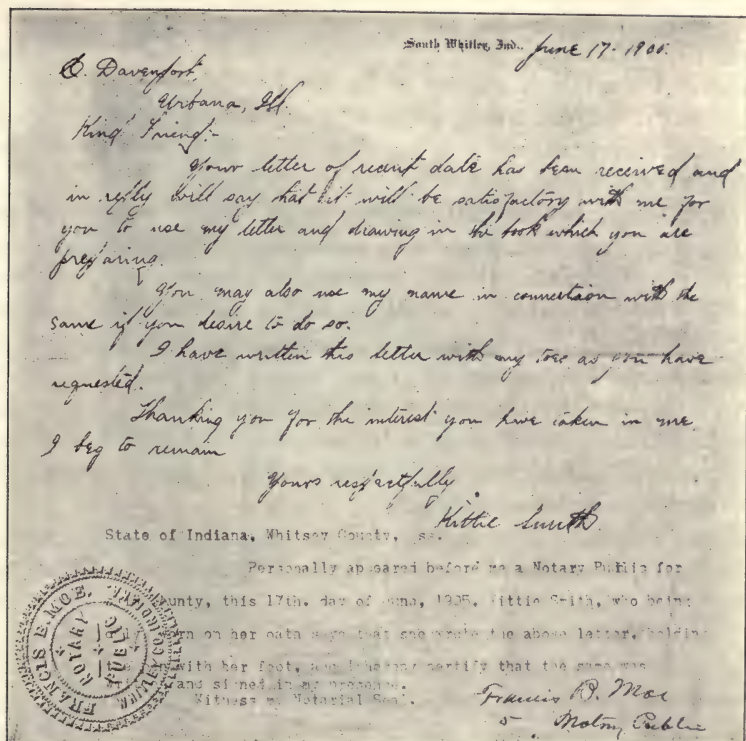 South Whitley, Ind., June 17 - 1905.
C. Davenport,
Urbana, Ill.
Kind Friend:-
Your letter of recent date has been received and
in reply will say that it will be satisfactory with me for
you to use my letter and drawing in the book which you are
preparing.
You may also use my name in connection with the
same if you desire to do so.
I have written this letter with my toes as you have
requested.
Thanking you for the interest you have taken in me
I beg to remain
Yours respectfully,
Kittie Smith.
State of Indiana, Whitley County, ss.
Personally appeared before me a Notary Public for
ounty, this 17th. day of June, 1905, Kittie Smith, who being
orn on her oath says that she wrote the above letter, holding
with her foot, and I hereby certify that the same was
and signed in my presence.
Witness my Notarial Seal.
Francis E. Moe
Notary Public
FRANCIS E. MOE.
NOTARY
PUBLIC